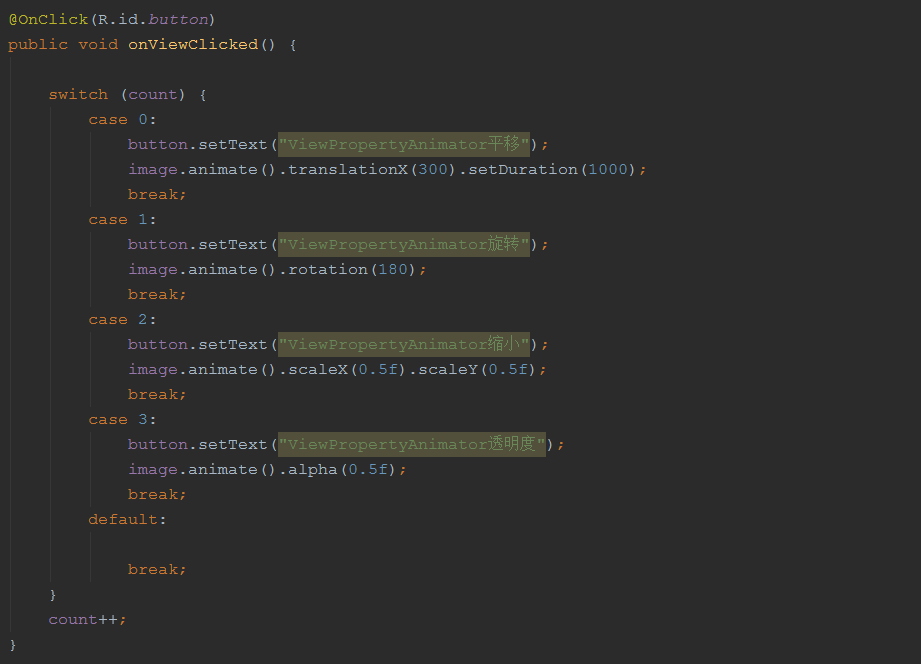 @OnClick(R.id.button)
public void onViewClicked() {
switch (count) {
case 0:
button.setText("ViewPropertyAnimator平移");
image.animate().translationX(300).setDuration(1000);
break;
case 1:
button.setText("ViewPropertyAnimator旋转");
image.animate().rotation(180);
break;
case 2:
button.setText("ViewPropertyAnimator缩小");
image.animate().scaleX(0.5f).scaleY(0.5f);
break;
case 3:
button.setText("ViewPropertyAnimator透明度");
image.animate().alpha(0.5f);
break;
default:
break;
}
count++;
}